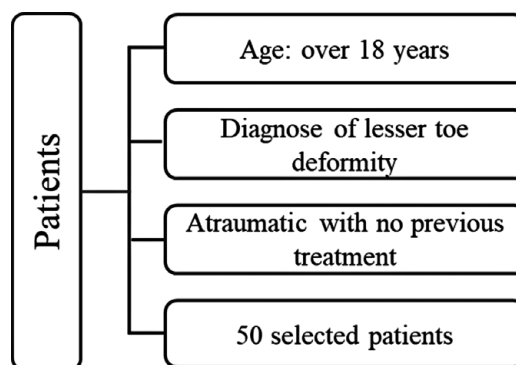 Patients
Age: over 18 years
Diagnose of lesser toe
deformity
Atraumatic with no previous
treatment
50 selected patients